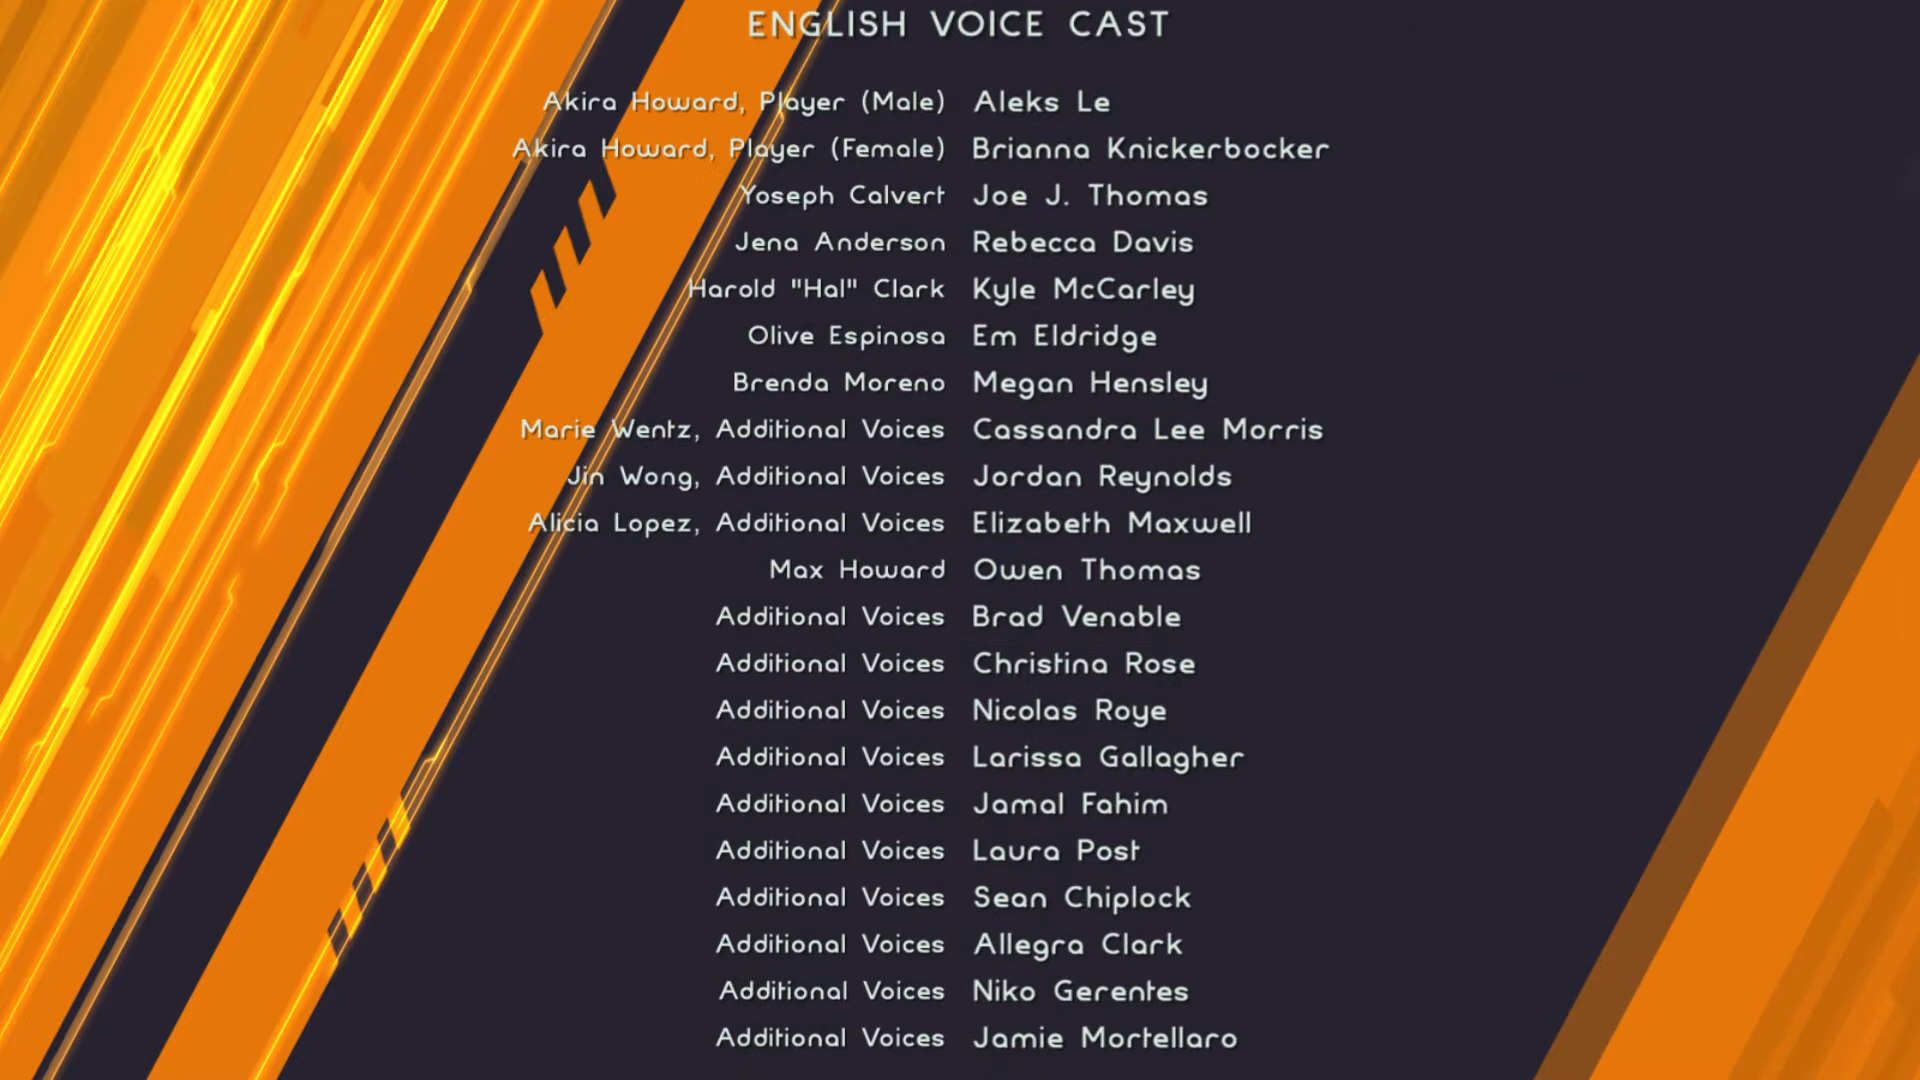 ENGLISH VOICE CAST
Akira Howard, Player (Male) Aleks Le
Akira Howard, Player (Female) Brianna Knickerbocker
Yoseph Calvert Joe J. Thomas
Jena Anderson Rebecca Davis
Harold "Hal" Clark Kyle McCarley
Olive Espinosa Em Eldridge
Brenda Moreno Megan Hensley
Marie Wentz, Additional Voices Cassandra Lee Morris
Jin Wong, Additional Voices Jordan Reynolds
Alicia Lopez, Additional Voices Elizabeth Maxwell
Max Howard Owen Thomas
Additional Voices Brad Venable
Additional Voices Christina Rose
Additional Voices Nicolas Roye
Additional Voices Larissa Gallagher
Additional Voices Jamal Fahim
Additional Voices Laura Post
Additional Voices Sean Chiplock
Additional Voices Allegra Clark
Additional Voices Niko Gerentes
Additional Voices Jamie Mortellaro